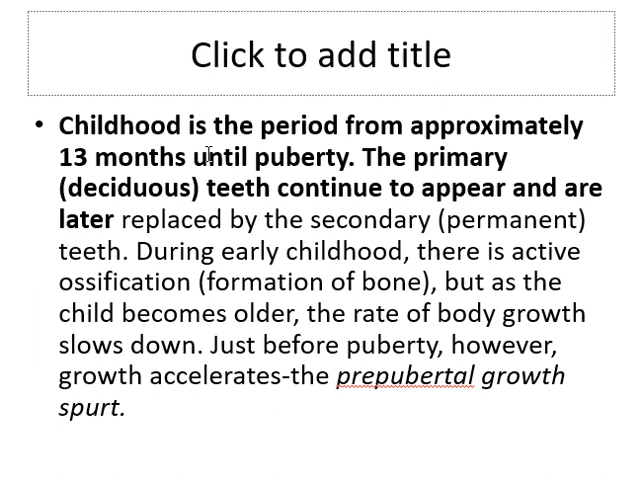 Click to add title
• Childhood is the period from approximately
13 months until puberty. The primary
(deciduous) teeth continue to appear and are
later replaced by the secondary (permanent)
teeth. During early childhood, there is active
ossification (formation of bone), but as the
child becomes older, the rate of body growth
slows down. Just before puberty, however,
growth accelerates-the prepubertal growth
spurt.